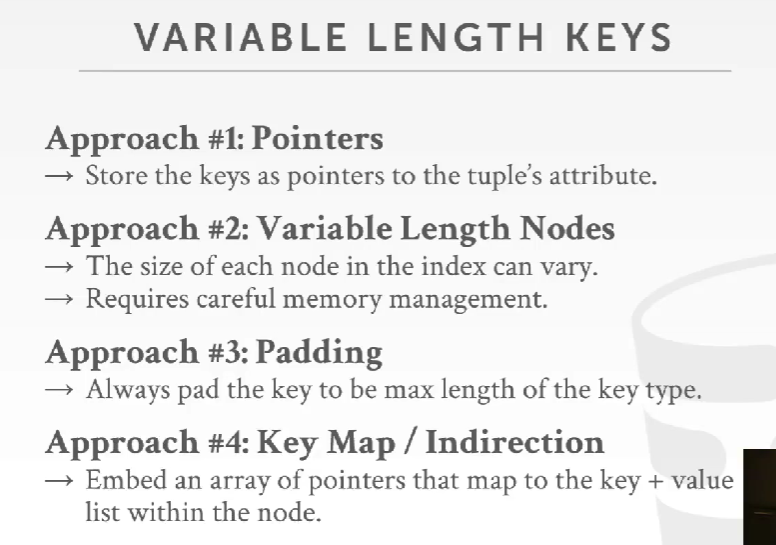 VARIABLE LENGTH KEYS
Approach #1: Pointers
→ Store the keys as pointers to the tuple’s attribute.
Approach #2: Variable Length Nodes
→ The size of each node in the index can vary.
→ Requires careful memory management.
Approach #3: Padding
→ Always pad the key to be max length of the key type.
Approach #4: Key Map / Indirection
→ Embed an array of pointers that map to the key + value
list within the node.